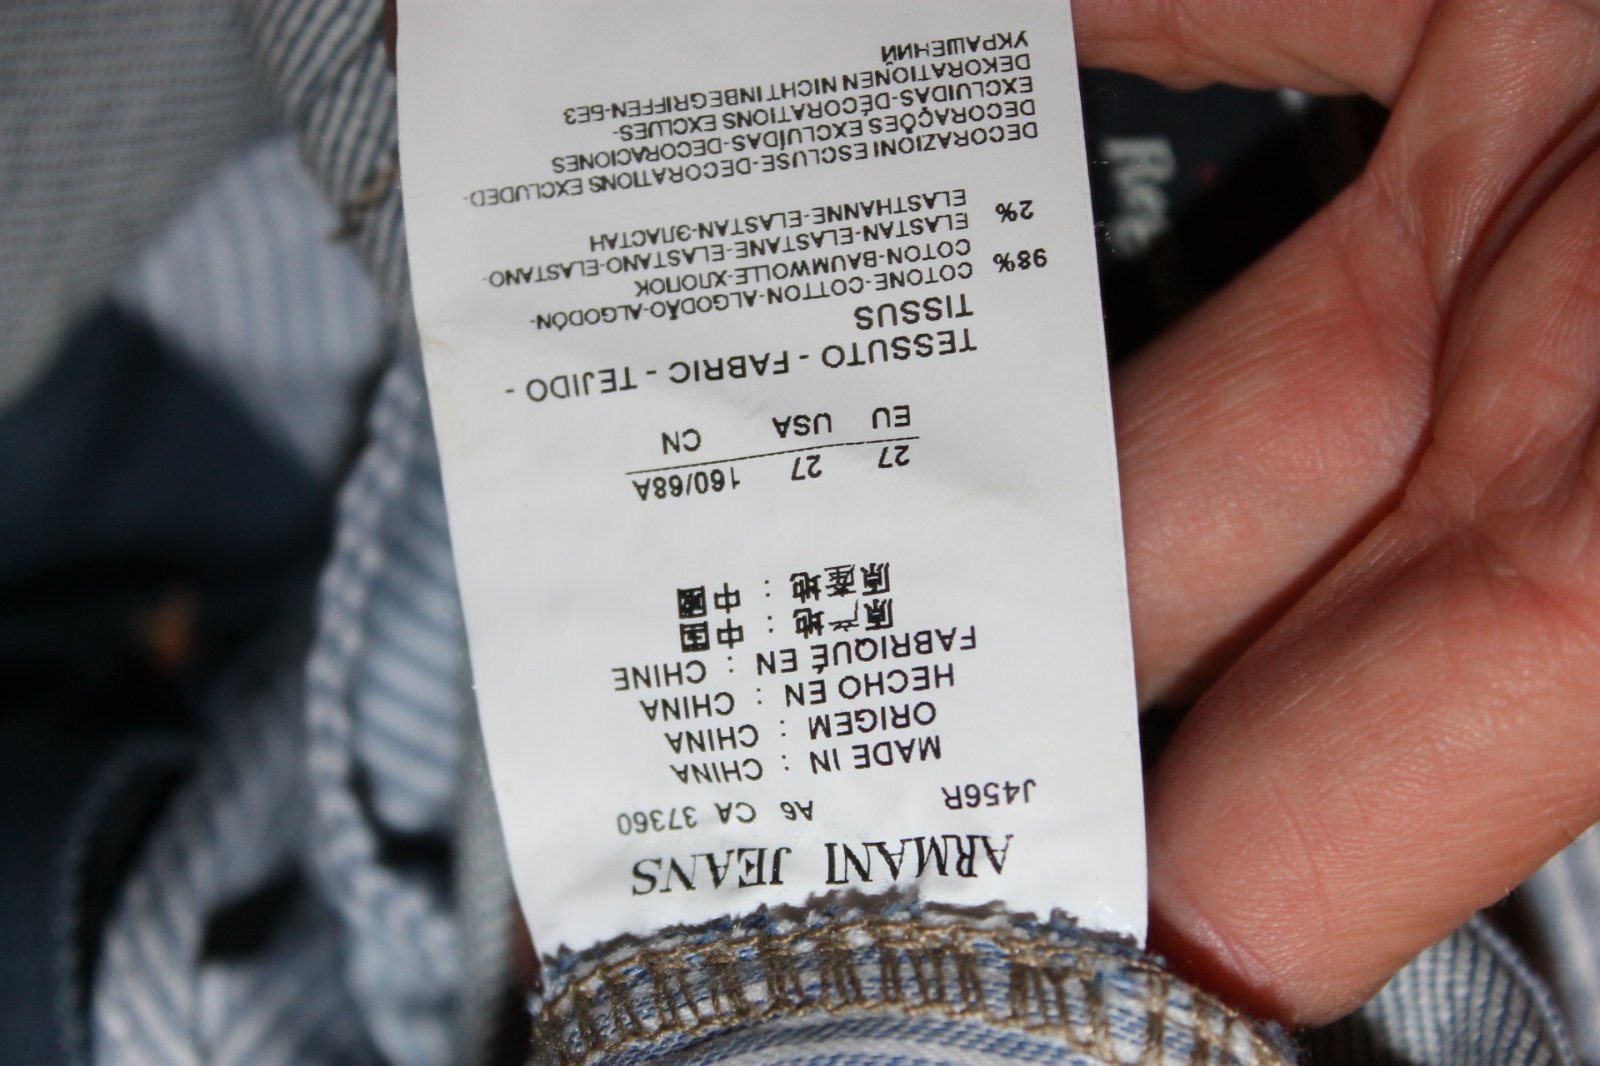 ARMANI JEANS
J456R A6 CA 37360
MADE IN : CHINA
ORIGEM : CHINA
HECHO EN : CHINA
FABRIQUÉ EN : CHINE
原产地 : 中国
原產地 : 中國
27 27 160/68A
EU USA CN
TESSUTO - FABRIC - TEJIDO -
TISSUS
98% COTONE-COTTON-ALGODÃO-ALGODÓN-
COTON-BAUMWOLLE-ХЛОПОК
2% ELASTAN-ELASTANE-ELASTANO-ELASTANO-
ELASTHANNE-ELASTAN-ЭЛАСТАН
DECORAZIONI ESCLUSE-DECORATIONS EXCLUDED-
DECORAÇÕES EXCLUÍDAS-DECORACIONES
EXCLUIDAS-DÉCORATIONS EXCLUES-
DEKORATIONEN NICHT INBEGRIFFEN-БЕЗ
УКРАШЕНИЙ